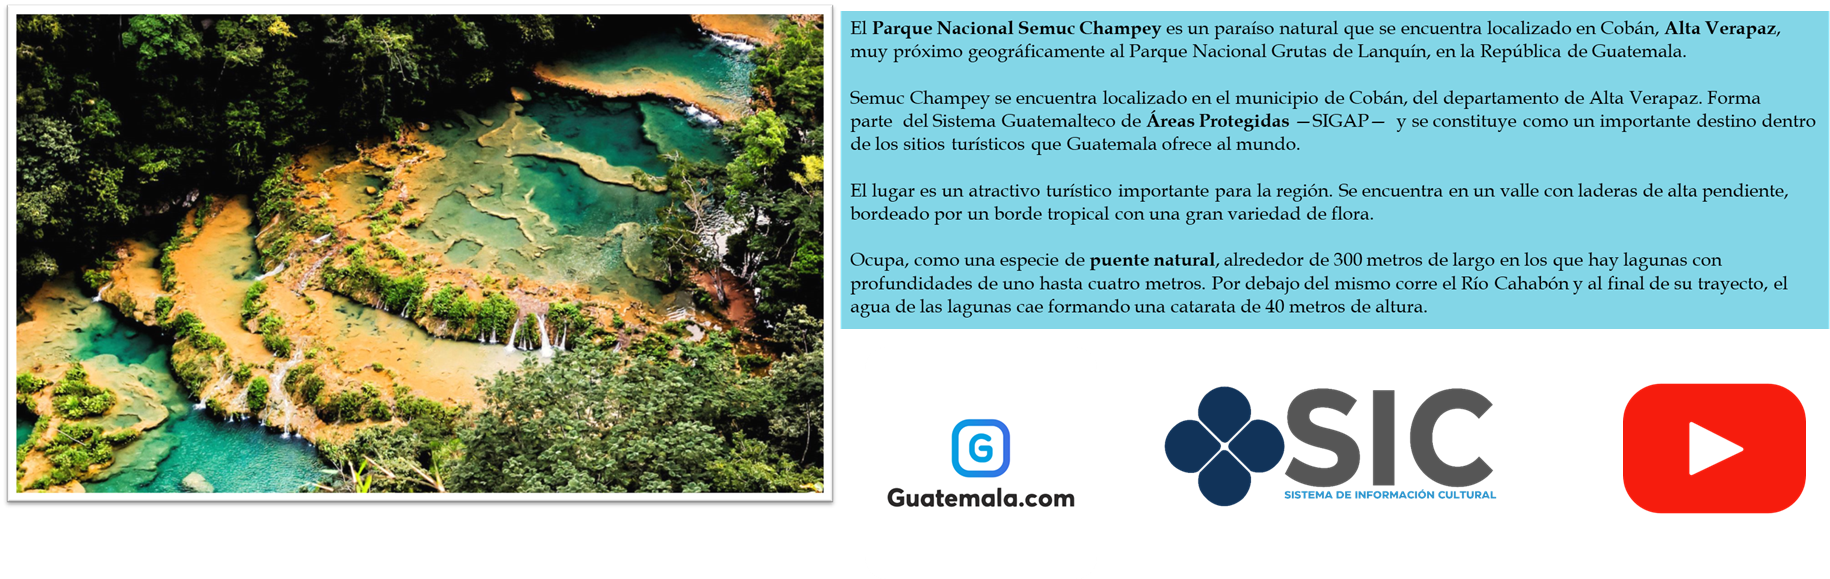 El Parque Nacional Semuc Champey es un paraíso natural que se encuentra localizado en Cobán, Alta Verapaz,
muy próximo geográficamente al Parque Nacional Grutas de Lanquín, en la República de Guatemala.
Semuc Champey se encuentra localizado en el municipio de Cobán, del departamento de Alta Verapaz. Forma
parte del Sistema Guatemalteco de Áreas Protegidas —SIGAP— y se constituye como un importante destino dentro
de los sitios turísticos que Guatemala ofrece al mundo.
El lugar es un atractivo turístico importante para la región. Se encuentra en un valle con laderas de alta pendiente,
bordeado por un borde tropical con una gran variedad de flora.
Ocupa, como una especie de puente natural, alrededor de 300 metros de largo en los que hay lagunas con
profundidades de uno hasta cuatro metros. Por debajo del mismo corre el Río Cahabón y al final de su trayecto, el
agua de las lagunas cae formando una catarata de 40 metros de altura.
G
Guatemala.com
SIC
SISTEMA DE INFORMACIÓN CULTURAL